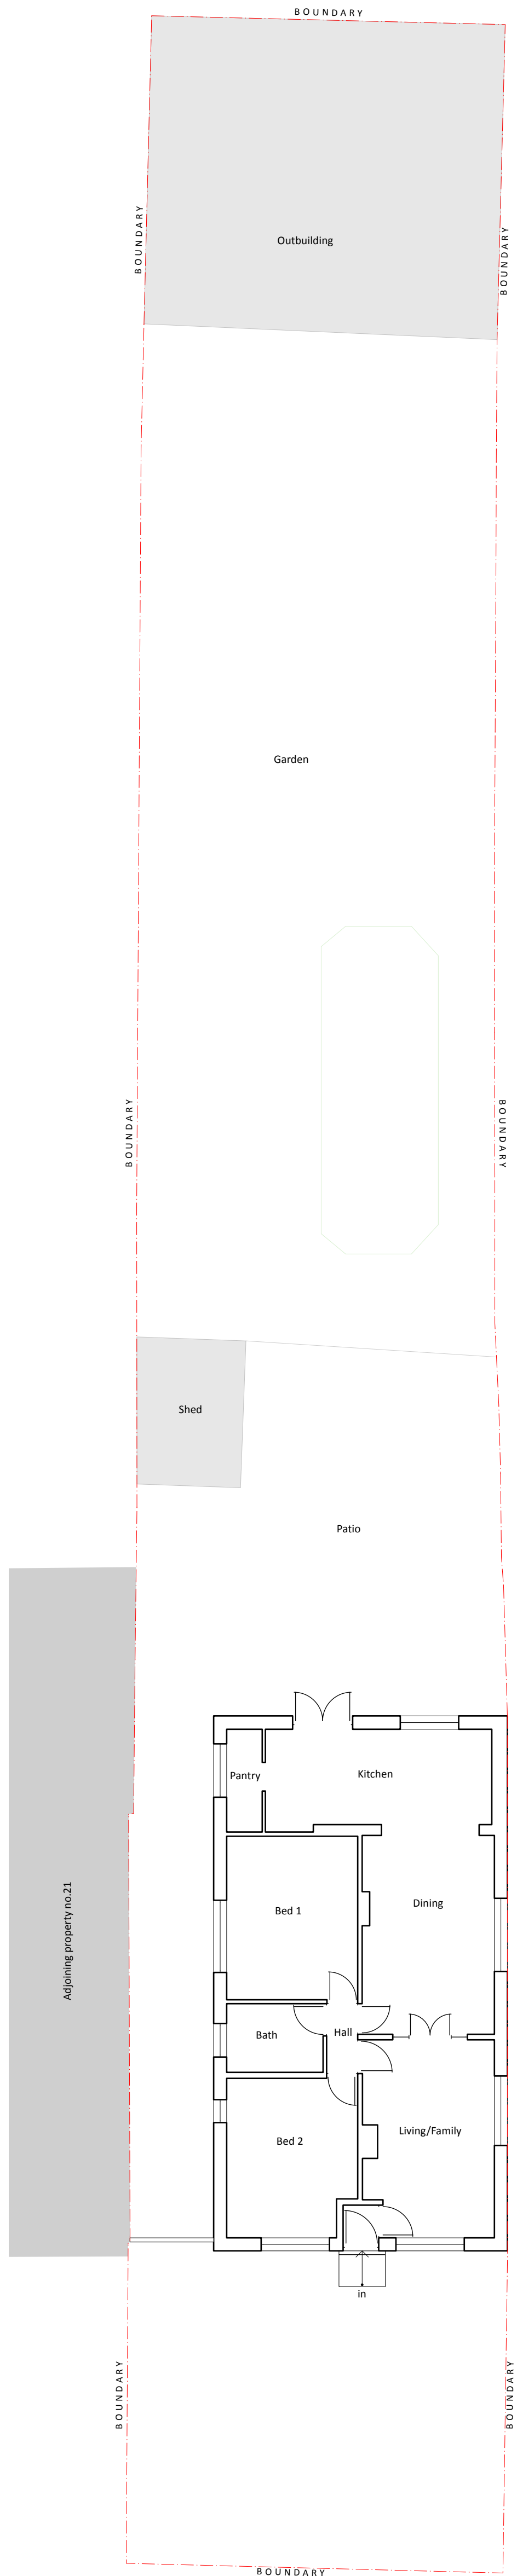 BOUNDARY
BOUNDARY
BOUNDARY
Outbuilding
Garden
BOUNDARY
BOUNDARY
Shed
Patio
Adjoining property no.21
Pantry
Kitchen
Bed 1
Dining
Bath
Hall
Bed 2
Living/Family
in
BOUNDARY
BOUNDARY
BOUNDARY